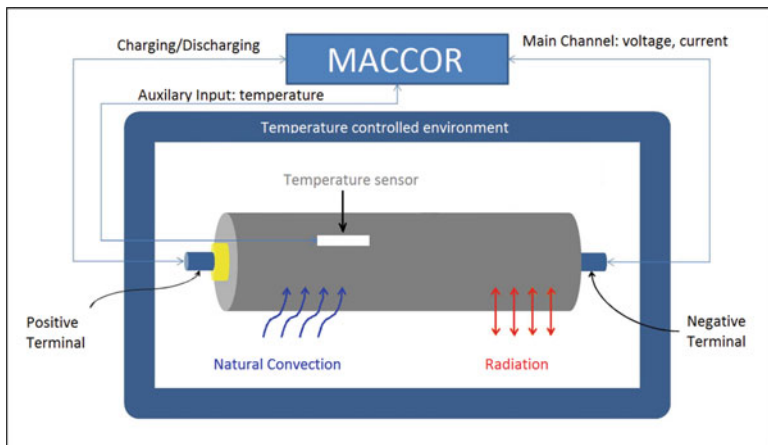 Charging/Discharging
MACCOR
Main Channel: voltage, current
Auxilary Input: temperature
Temperature controlled environment
Temperature sensor
Positive
Terminal
Natural Convection
Radiation
Negative
Terminal